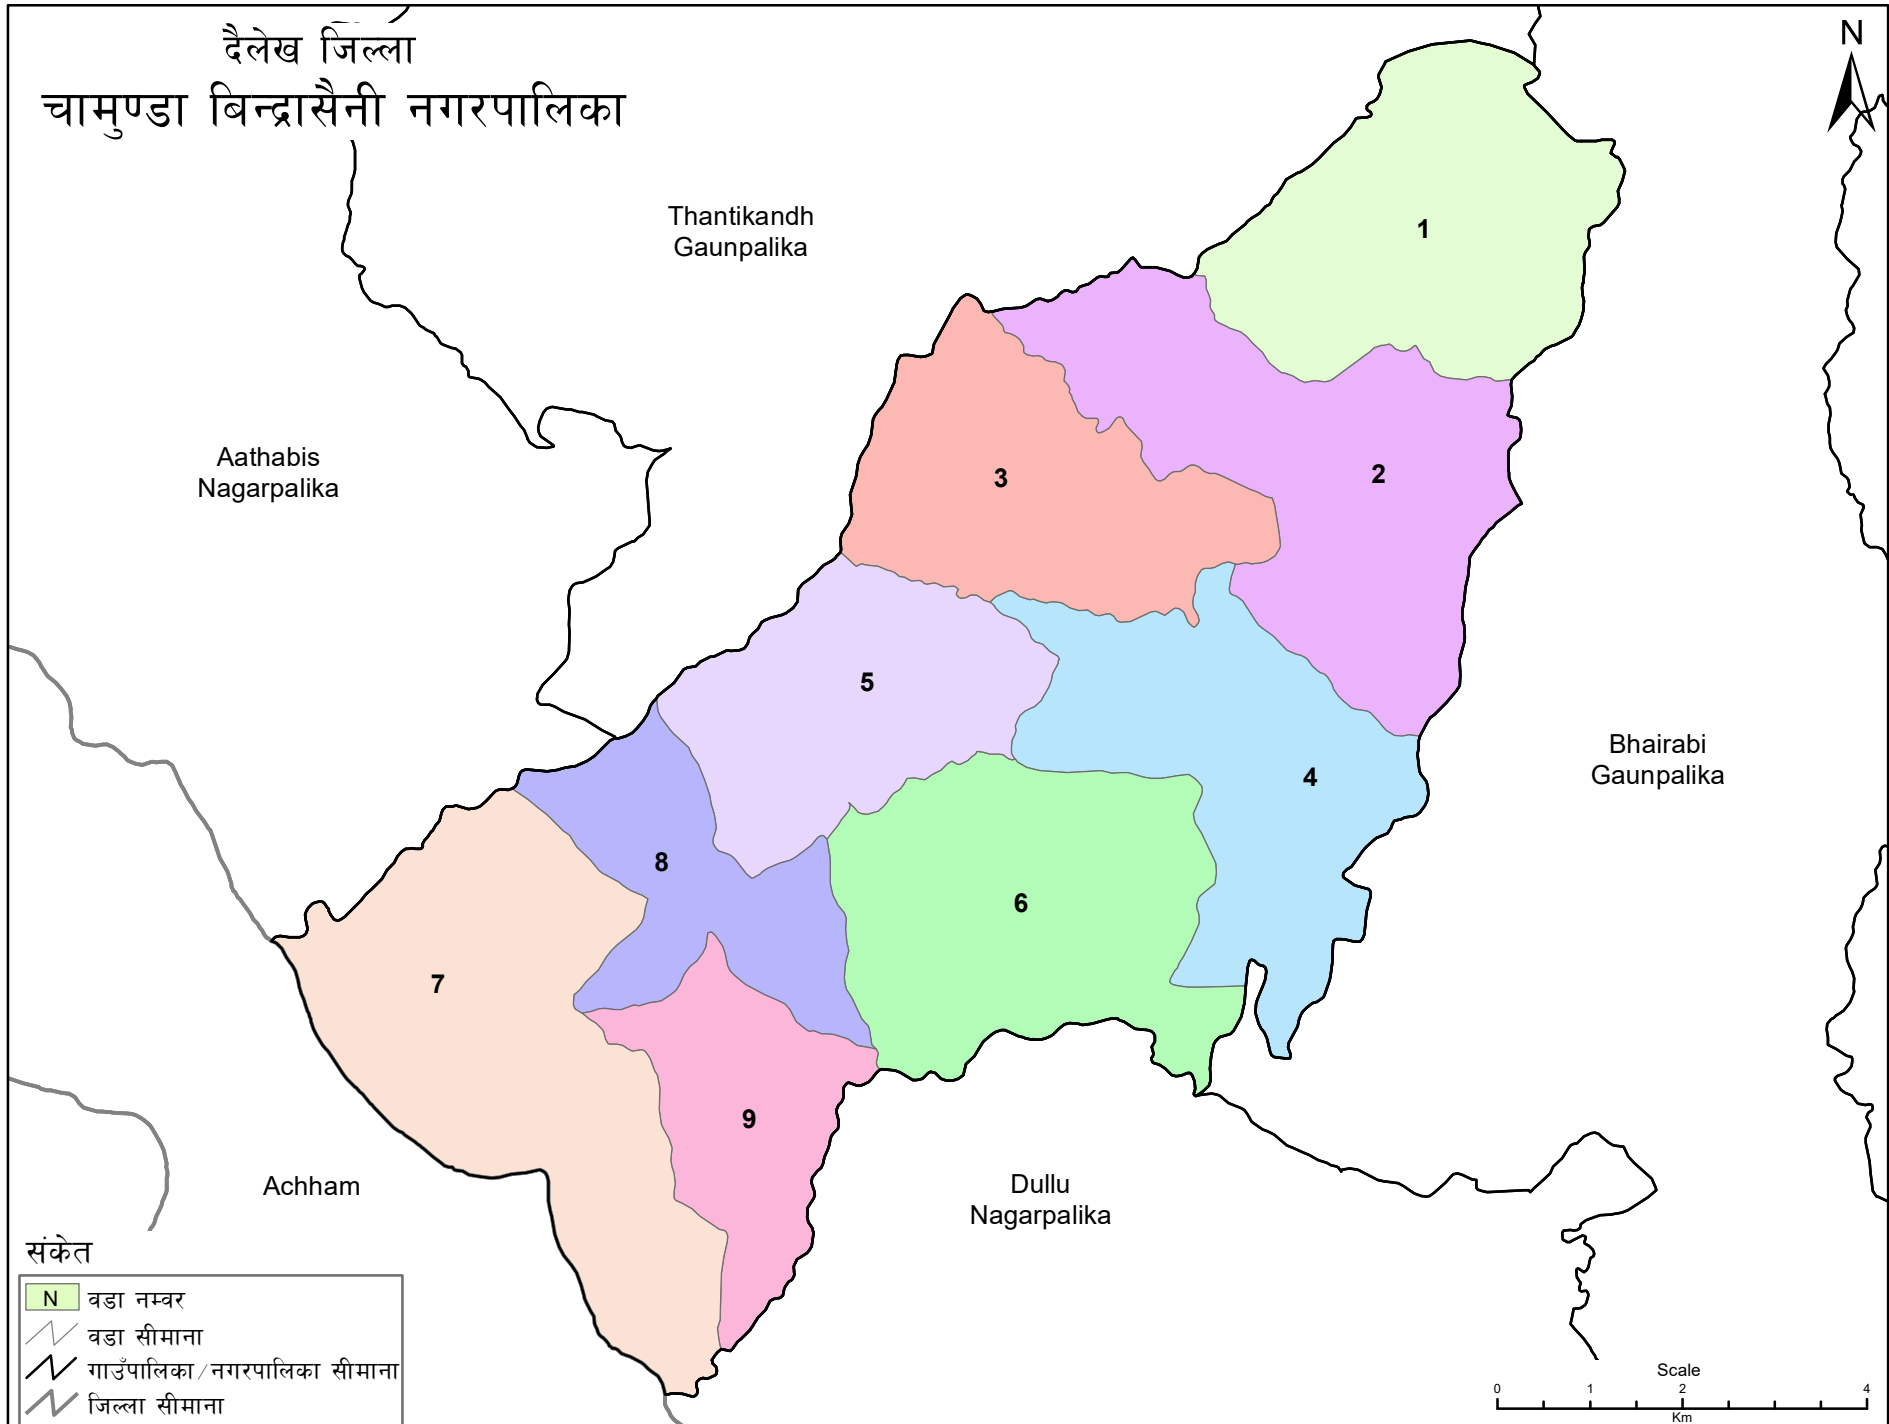 दैलेख जिल्ला
चामुण्डा बिन्द्रासैनी नगरपालिका
N
Thantikandh
Gaunpalika
1
Aathabis
Nagarpalika
3
2
5
Bhairabi
Gaunpalika
4
8
6
7
9
Achham
Dullu
Nagarpalika
संकेत
N वडा नम्वर
वडा सीमाना
गाउँपालिका/नगरपालिका सीमाना
जिल्ला सीमाना
Scale
0 1 2 4
Km